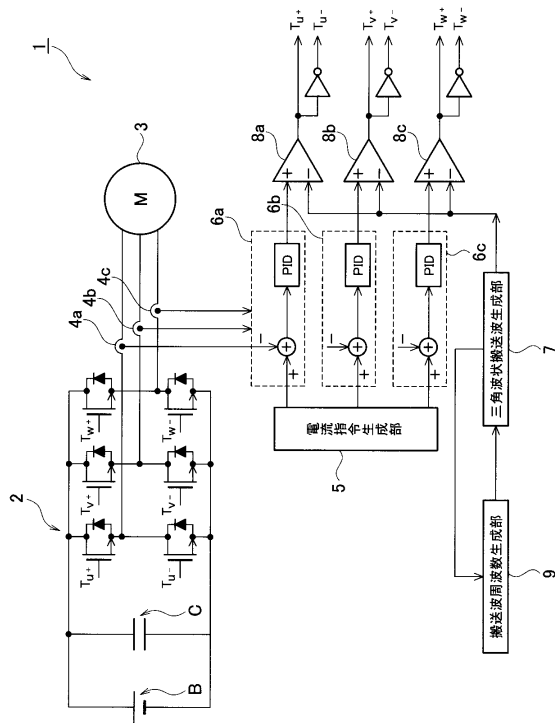 1
2
3
M
4a
4b
4c
Tu+
Tv+
Tw+
Tu-
Tv-
Tw-
B
C
5
電流指令生成部
6a
6b
6c
+
−
PID
+
−
PID
+
−
PID
+
−
8a
+
−
8b
+
−
8c
Tu+
Tu-
Tv+
Tv-
Tw+
Tw-
三角波状搬送波生成部
7
搬送波周波数生成部
9